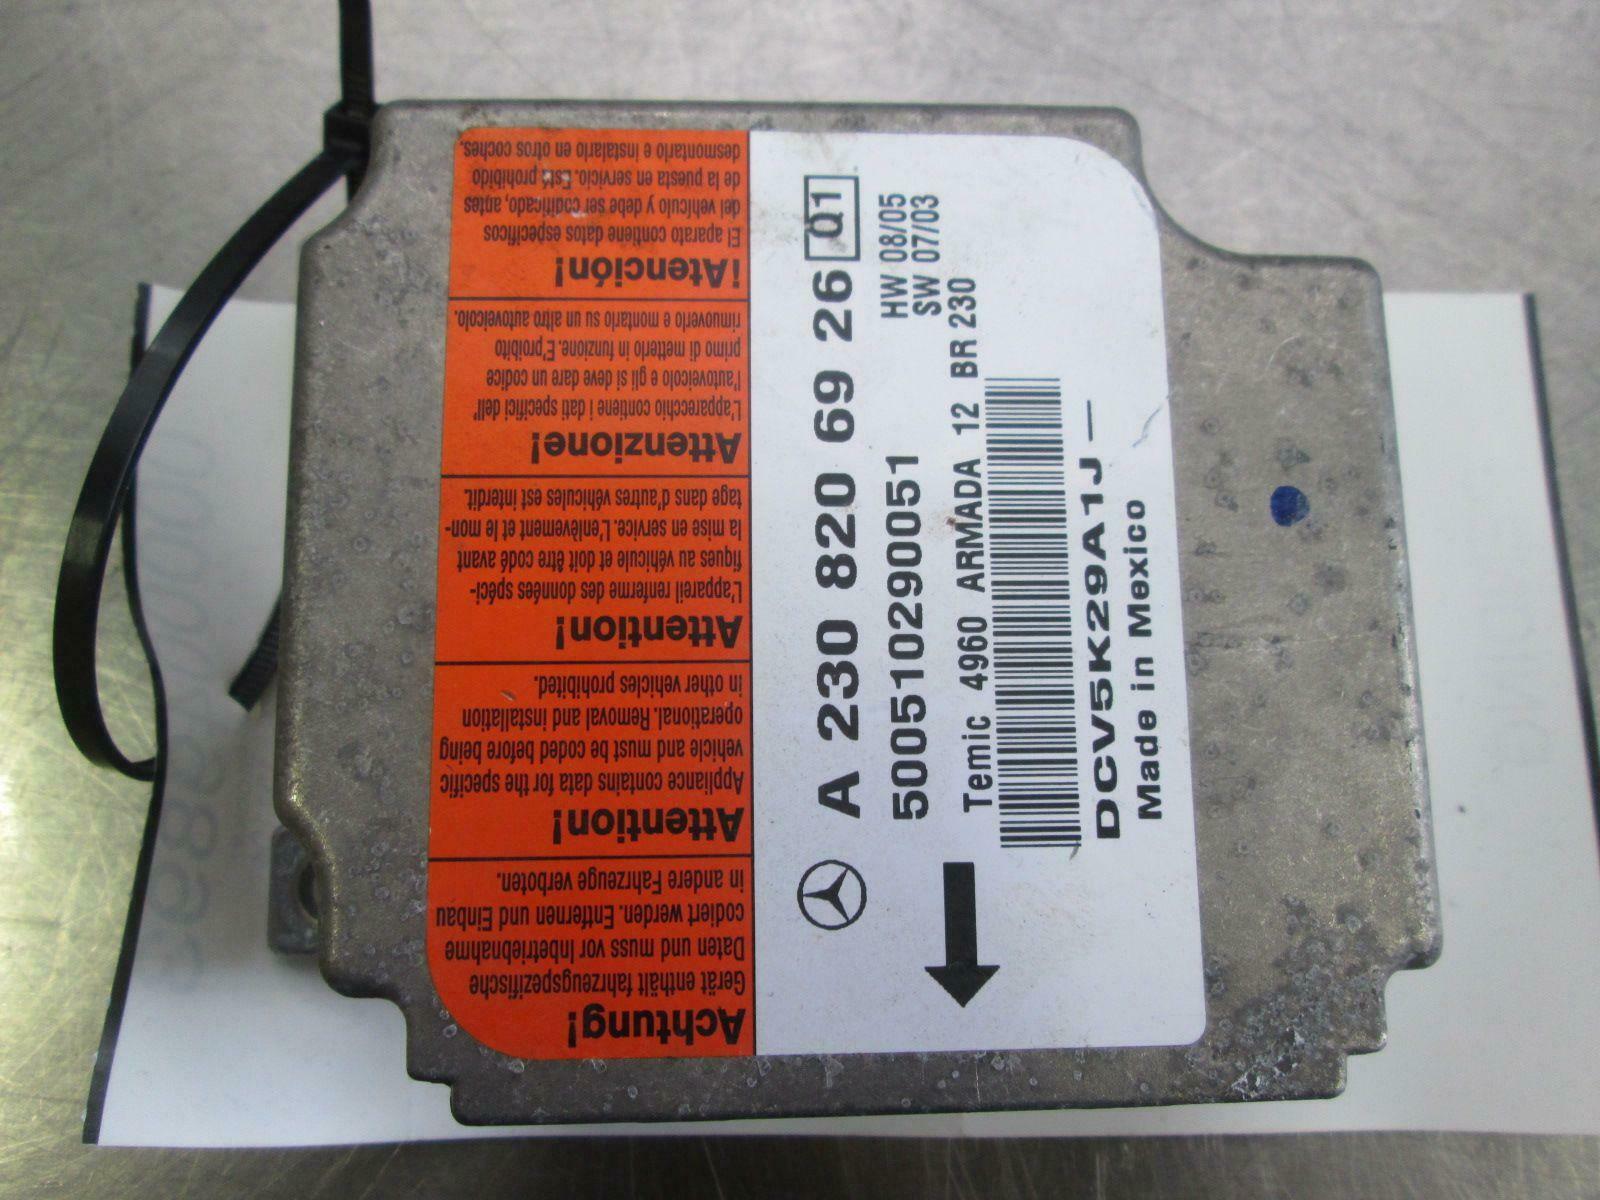 A 230 820 69 26 Q1
HW 08/05
SW 07/03
500510290051
Temic 4960 ARMADA 12 BR 230
DCV5K29A1J—
Made in Mexico
Achtung!
Gerät enthält fahrzeugspezifische
Daten und muss vor Inbetriebnahme
codiert werden. Entfernen und Einbau
in andere Fahrzeuge verboten.
Attention!
Appliance contains data for the specific
vehicle and must be coded before being
operational. Removal and installation
in other vehicles prohibited.
Attention!
L'appareil renferme des données spéci-
fiques au véhicule et doit être codé avant
la mise en service. L'enlèvement et le mon-
tage dans d'autres véhicules est interdit.
Attenzione!
L'apparecchio contiene i dati specifici dell'
l'autoveicolo e gli si deve dare un codice
primo di metterlo in funzione. E'proibito
rimuoverlo e montarlo su un altro autoveicolo.
¡Atención!
El aparato contiene datos específicos
del vehículo y debe ser codificado, antes
de la puesta en servicio. Está prohibido
desmontarlo e instalarlo en otros coches.